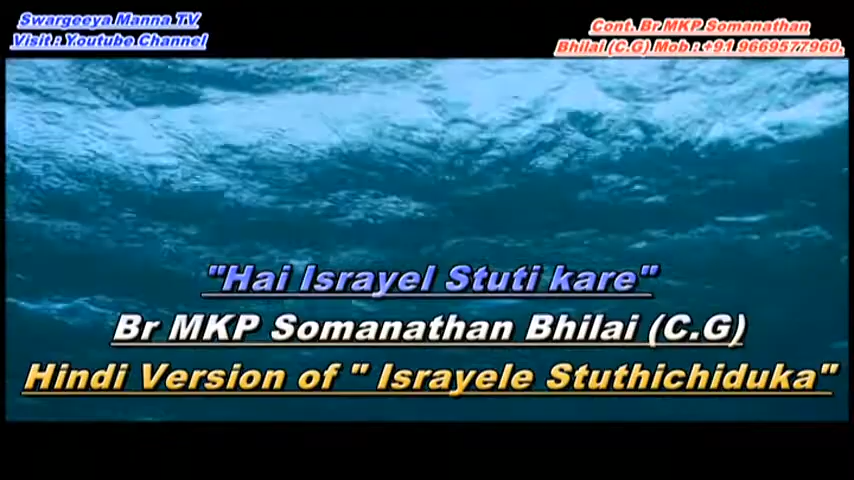 Swargeeya Manna TV
Visit : Youtube Channel
Cont. Br MKP Somanathan
Bhilai (C.G) Mob : +91 9669577960.
"Hai Israyel Stuti kare"
Br MKP Somanathan Bhilai (C.G)
Hindi Version of " Israyele Stuthichiduka"